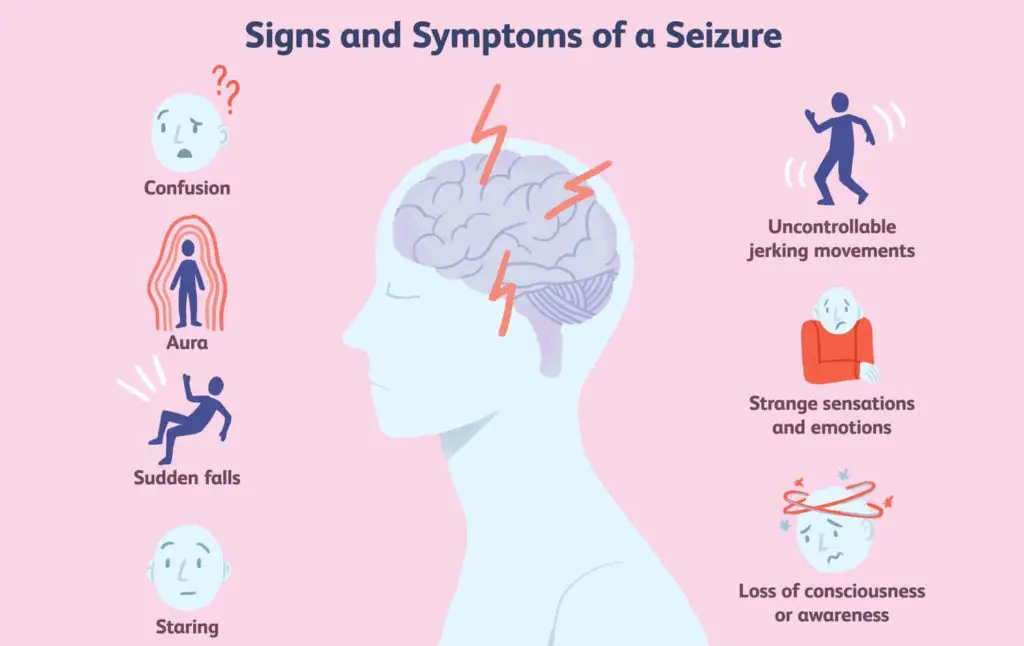 Signs and Symptoms of a Seizure
??
Confusion
Aura
Sudden falls
Staring
Uncontrollable
jerking movements
Strange sensations
and emotions
Loss of consciousness
or awareness